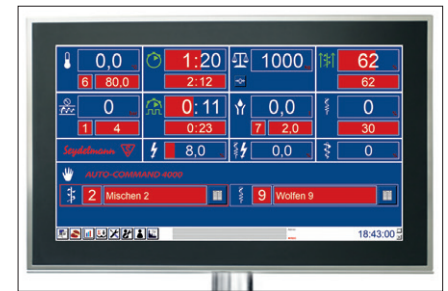 0,0 1:20 1000 62
6 80,0 2:12 62
0 0:11 0,0 0
1 4 0:23 7 2,0 30
Seydelmann 8,0 0,0 0
AUTO-COMMAND 4000
2 Mischen 2 9 Wolfen 9
18:43:00